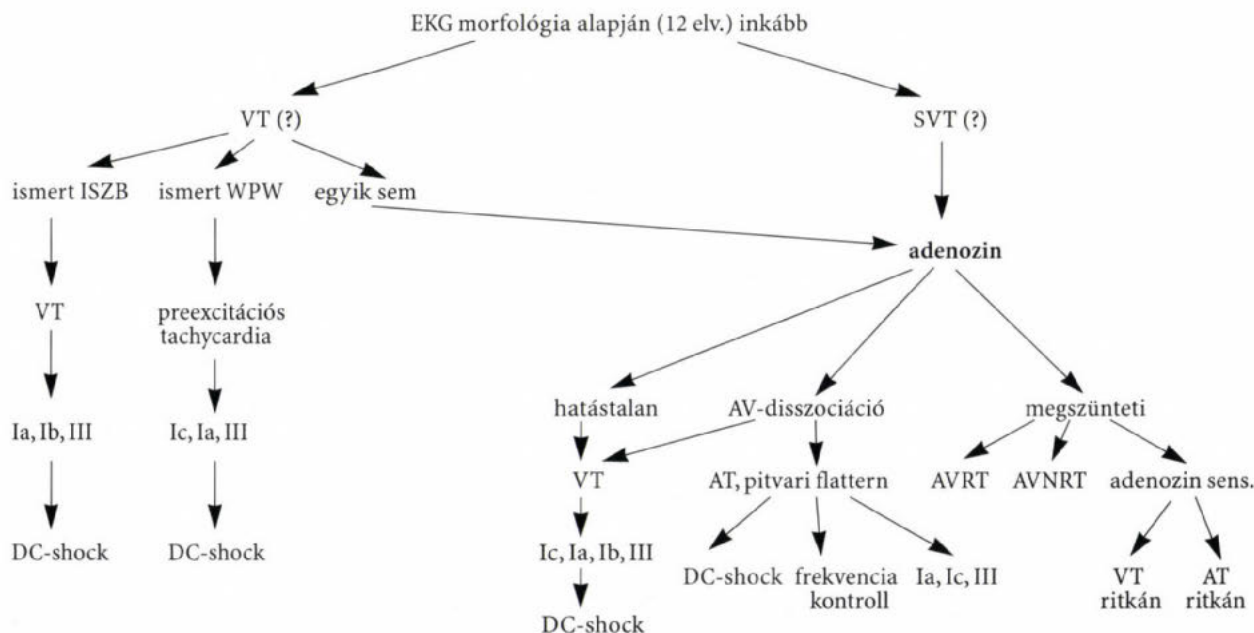 EKG morfológia alapján (12 elv.) inkább
VT (?)
SVT (?)
ismert ISZB
ismert WPW
egyik sem
adenozin
VT
preexcitációs
tachycardia
hatástalan
AV-disszociáció
megszünteti
Ia, Ib, III
Ic, Ia, III
VT
AT, pitvari flattern
AVRT
AVNRT
adenozin sens.
DC-shock
DC-shock
Ic, Ia, Ib, III
DC-shock
frekvencia
kontroll
Ia, Ic, III
VT
ritkán
AT
ritkán
DC-shock